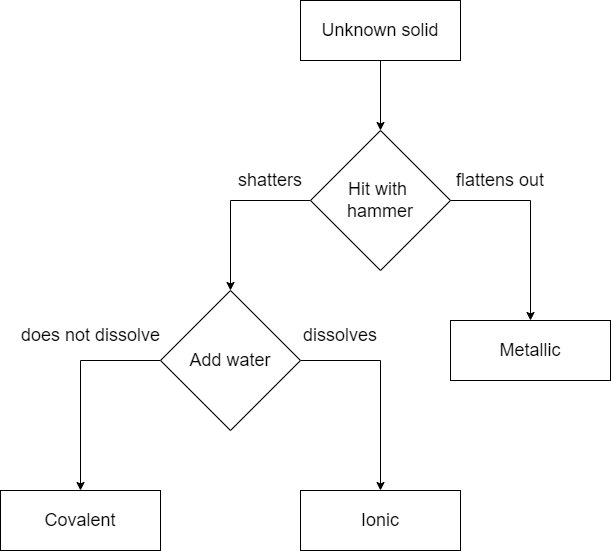 Unknown solid
shatters
Hit with
hammer
flattens out
does not dissolve
Add water
dissolves
Metallic
Covalent
Ionic